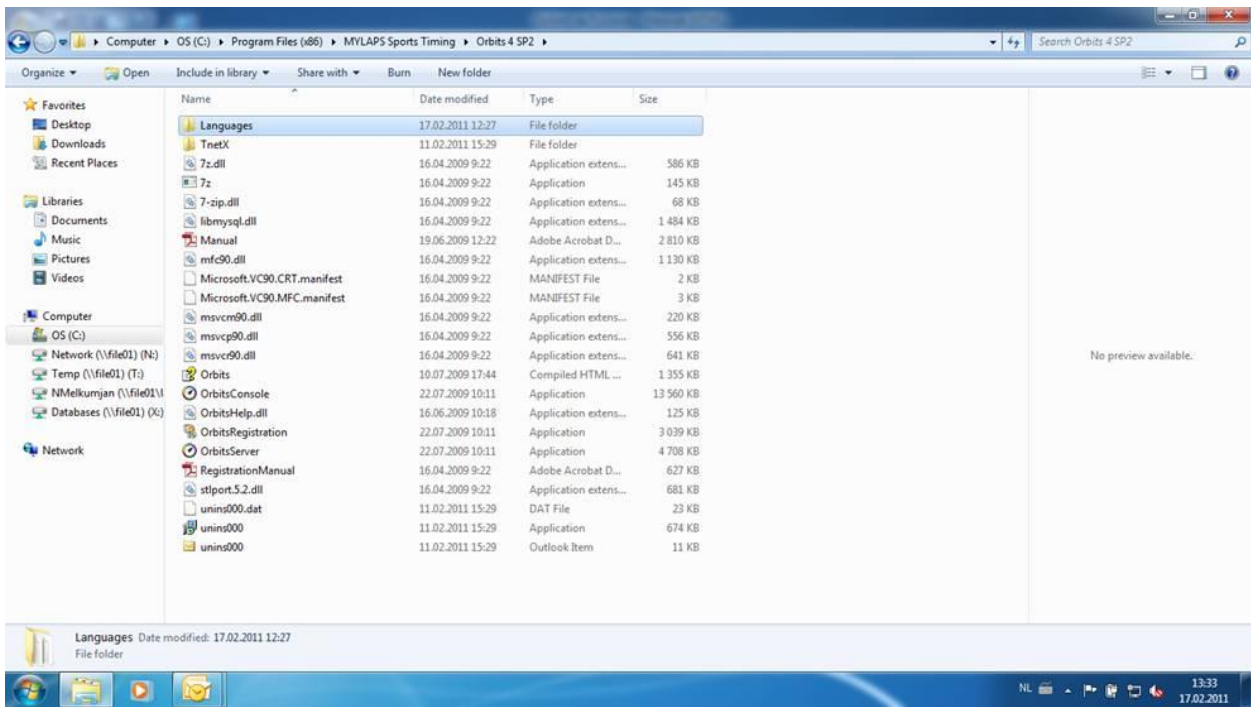 Computer ▸ OS (C:) ▸ Program Files (x86) ▸ MYLAPS Sports Timing ▸ Orbits 4 SP2 ▸
Search Orbits 4 SP2
Organize Open Include in library Share with Burn New folder
Name Date modified Type Size
Favorites
Desktop
Downloads
Recent Places
Libraries
Documents
Music
Pictures
Videos
Computer
OS (C:)
Network (\\file01) (N:)
Temp (\\file01) (T:)
NMelkumjan (\\file01\
Databases (\\file01) (X:)
Network
Languages 17.02.2011 12:27 File folder
TnetX 11.02.2011 15:29 File folder
7z.dll 16.04.2009 9:22 Application extens... 586 KB
7z 16.04.2009 9:22 Application 145 KB
7-zip.dll 16.04.2009 9:22 Application extens... 68 KB
libmysql.dll 16.04.2009 9:22 Application extens... 1 484 KB
Manual 19.06.2009 12:22 Adobe Acrobat D... 2 810 KB
mfc90.dll 16.04.2009 9:22 Application extens... 1 130 KB
Microsoft.VC90.CRT.manifest 16.04.2009 9:22 MANIFEST File 2 KB
Microsoft.VC90.MFC.manifest 16.04.2009 9:22 MANIFEST File 3 KB
msvcm90.dll 16.04.2009 9:22 Application extens... 220 KB
msvcp90.dll 16.04.2009 9:22 Application extens... 556 KB
msvcr90.dll 16.04.2009 9:22 Application extens... 641 KB
Orbits 10.07.2009 17:44 Compiled HTML ... 1 355 KB
OrbitsConsole 22.07.2009 10:11 Application 13 560 KB
OrbitsHelp.dll 16.06.2009 10:18 Application extens... 125 KB
OrbitsRegistration 22.07.2009 10:11 Application 3 039 KB
OrbitsServer 22.07.2009 10:11 Application 4 708 KB
RegistrationManual 16.04.2009 9:22 Adobe Acrobat D... 627 KB
stlport.5.2.dll 16.04.2009 9:22 Application extens... 681 KB
unins000.dat 11.02.2011 15:29 DAT File 23 KB
unins000 11.02.2011 15:29 Application 674 KB
unins000 11.02.2011 15:29 Outlook Item 11 KB
No preview available.
Languages Date modified: 17.02.2011 12:27
File folder
NL
13:33
17.02.2011